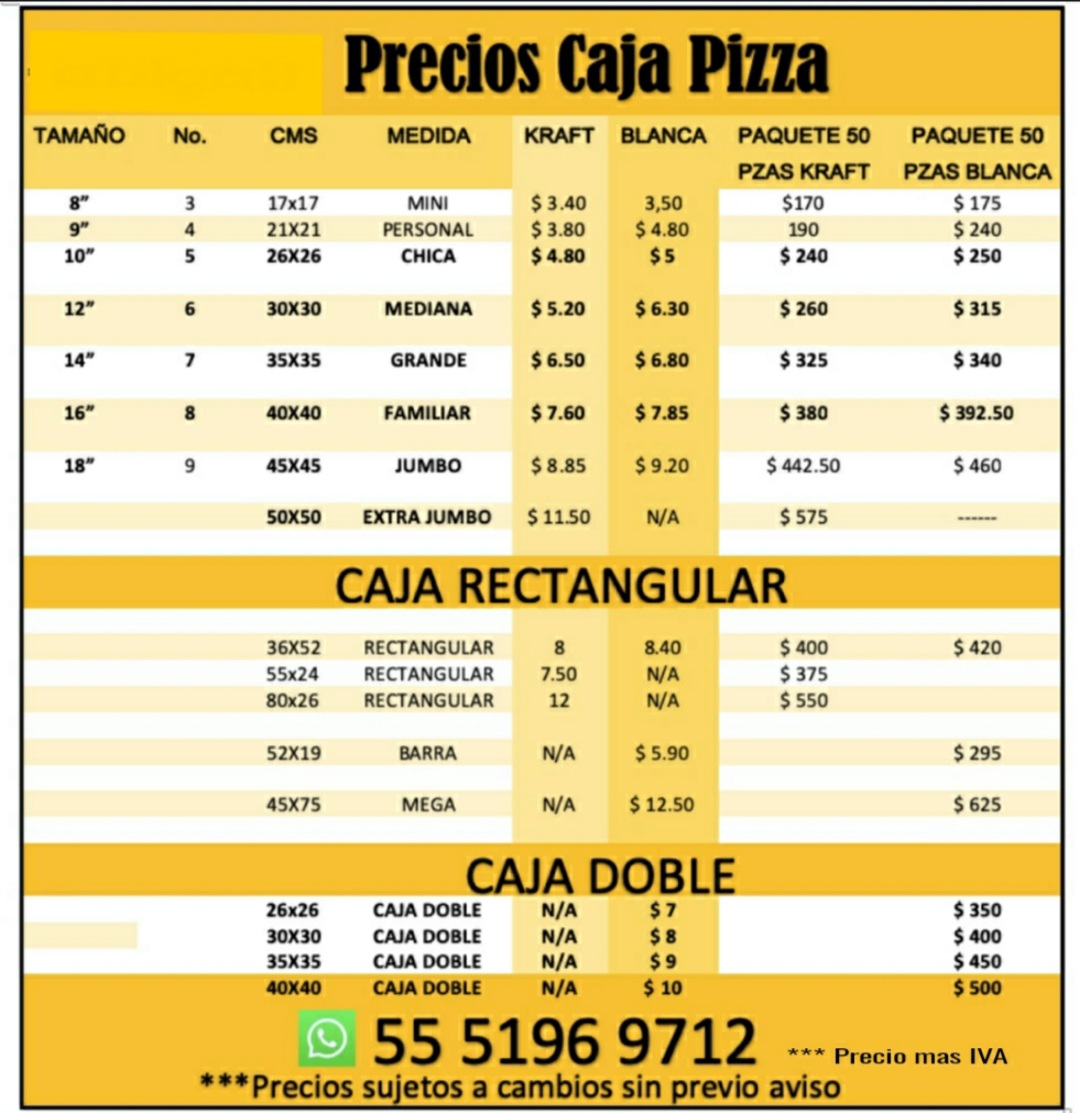 Precios Caja Pizza
TAMAÑO No. CMS MEDIDA KRAFT BLANCA PAQUETE 50 PZAS KRAFT PAQUETE 50 PZAS BLANCA
8” 3 17x17 MINI $ 3.40 3,50 $170 $ 175
9” 4 21X21 PERSONAL $ 3.80 $ 4.80 190 $ 240
10” 5 26X26 CHICA $ 4.80 $ 5 $ 240 $ 250
12” 6 30X30 MEDIANA $ 5.20 $ 6.30 $ 260 $ 315
14” 7 35X35 GRANDE $ 6.50 $ 6.80 $ 325 $ 340
16” 8 40X40 FAMILIAR $ 7.60 $ 7.85 $ 380 $ 392.50
18” 9 45X45 JUMBO $ 8.85 $ 9.20 $ 442.50 $ 460
50X50 EXTRA JUMBO $ 11.50 N/A $ 575 ------
CAJA RECTANGULAR
36X52 RECTANGULAR 8 8.40 $ 400 $ 420
55x24 RECTANGULAR 7.50 N/A $ 375
80x26 RECTANGULAR 12 N/A $ 550
52X19 BARRA N/A $ 5.90 $ 295
45X75 MEGA N/A $ 12.50 $ 625
CAJA DOBLE
26x26 CAJA DOBLE N/A $ 7 $ 350
30X30 CAJA DOBLE N/A $ 8 $ 400
35X35 CAJA DOBLE N/A $ 9 $ 450
40X40 CAJA DOBLE N/A $ 10 $ 500
55 5196 9712 *** Precio mas IVA
***Precios sujetos a cambios sin previo aviso